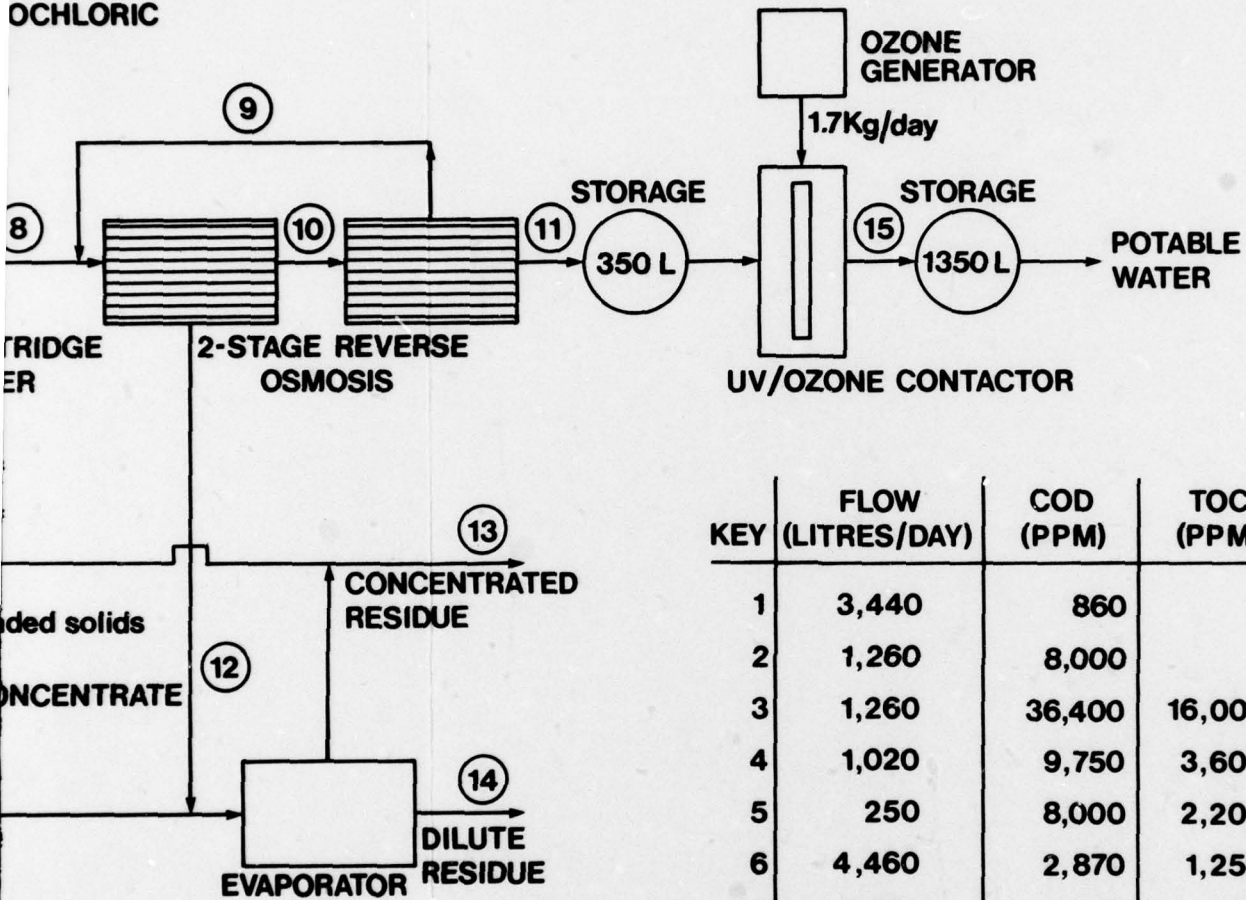 OCHLORIC
OZONE
GENERATOR
1.7Kg/day
9
STORAGE
STORAGE
8
10
11
350 L
15
1350 L
POTABLE
WATER
TRIDGE
ER
2-STAGE REVERSE
OSMOSIS
UV/OZONE CONTACTOR
13
CONCENTRATED
RESIDUE
ded solids
12
ONCENTRATE
14
DILUTE
RESIDUE
EVAPORATOR
KEY FLOW (LITRES/DAY) COD (PPM) TOC (PPM
1 3,440 860
2 1,260 8,000
3 1,260 36,400 16,00
4 1,020 9,750 3,60
5 250 8,000 2,20
6 4,460 2,870 1,25